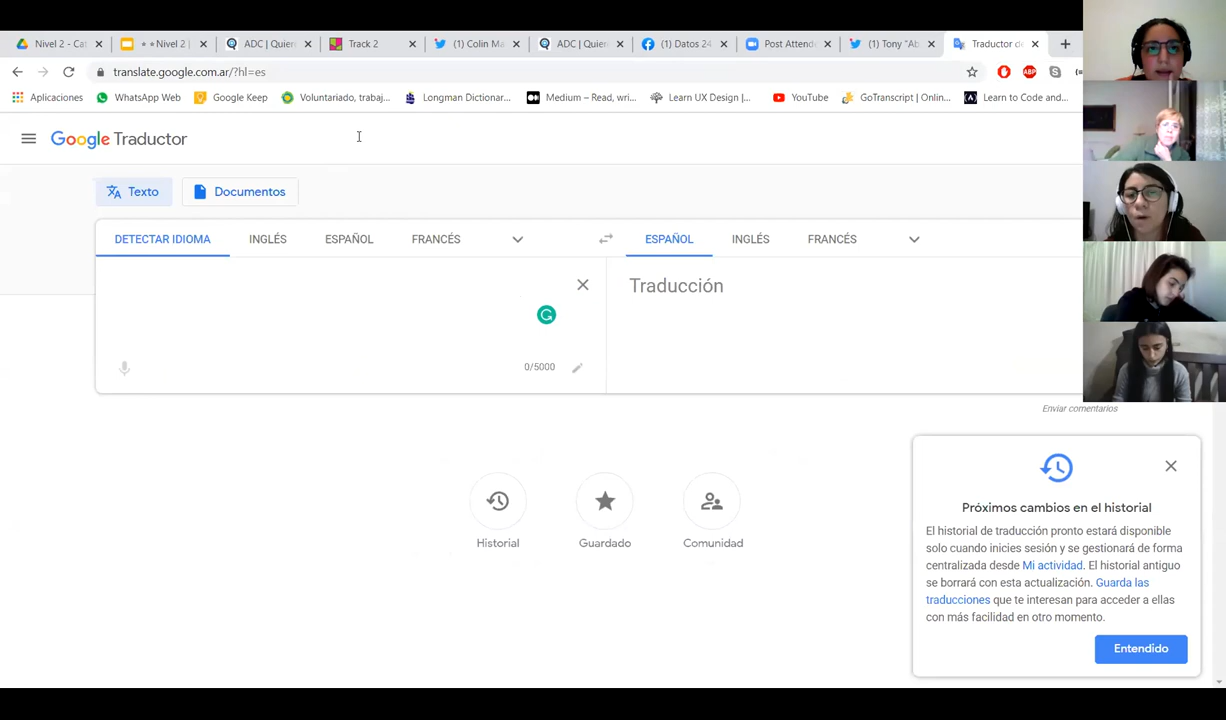 Nivel 2 - Ca
Nivel 2 |
ADC | Quien
Track 2
(1) Colin Ma
ADC | Quien
(1) Datos 24
Post Attende
(1) Tony "Ab
Traductor de
translate.google.com.ar/?hl=es
ABP
Aplicaciones
WhatsApp Web
Google Keep
Voluntariado, trabaj...
Longman Dictionar...
Medium – Read, wri...
Learn UX Design |...
YouTube
GoTranscript | Onlin...
Learn to Code and...
Google Traductor
Texto
Documentos
DETECTAR IDIOMA INGLÉS ESPAÑOL FRANCÉS
ESPAÑOL INGLÉS FRANCÉS
Traducción
0/5000
Enviar comentarios
Historial
Guardado
Comunidad
Próximos cambios en el historial
El historial de traducción pronto estará disponible
solo cuando inicies sesión y se gestionará de forma
centralizada desde Mi actividad. El historial antiguo
se borrará con esta actualización. Guarda las
traducciones que te interesan para acceder a ellas
con más facilidad en otro momento.
Entendido